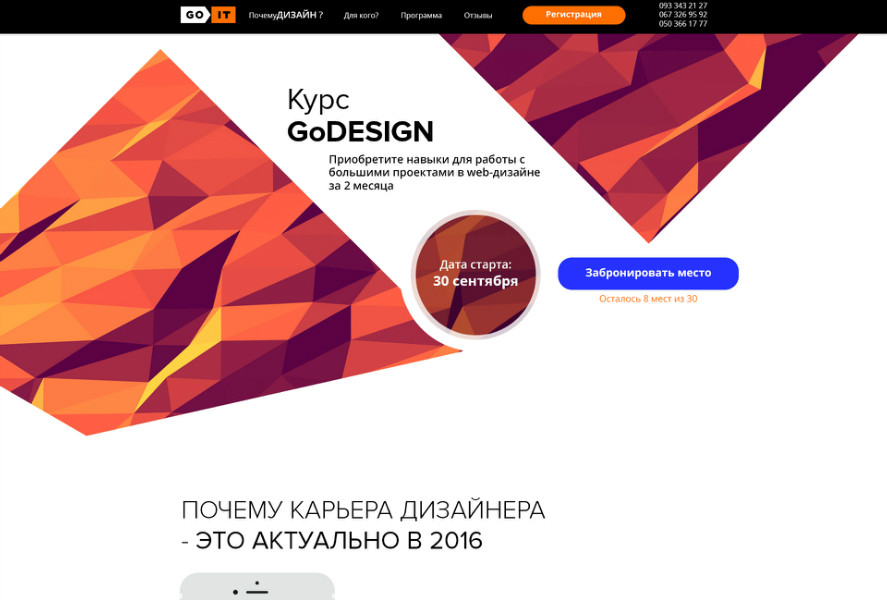 GO IT
ПочемуДИЗАЙН ?
Для кого?
Программа
Отзывы
Регистрация
093 343 21 27
067 326 95 92
050 366 17 77
Курс
GoDESIGN
Приобретите навыки для работы с
большими проектами в web-дизайне
за 2 месяца
Дата старта:
30 сентября
Забронировать место
Осталось 8 мест из 30
ПОЧЕМУ КАРЬЕРА ДИЗАЙНЕРА
- ЭТО АКТУАЛЬНО В 2016